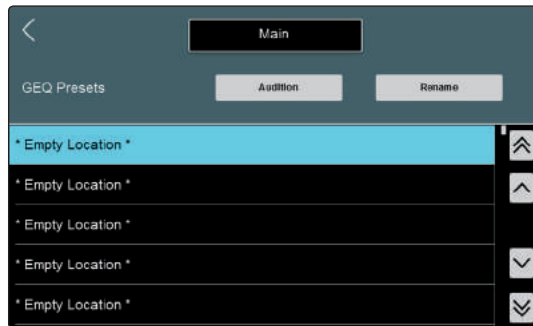 Main
GEQ Presets Audition Rename
* Empty Location *
* Empty Location *
* Empty Location *
* Empty Location *
* Empty Location *